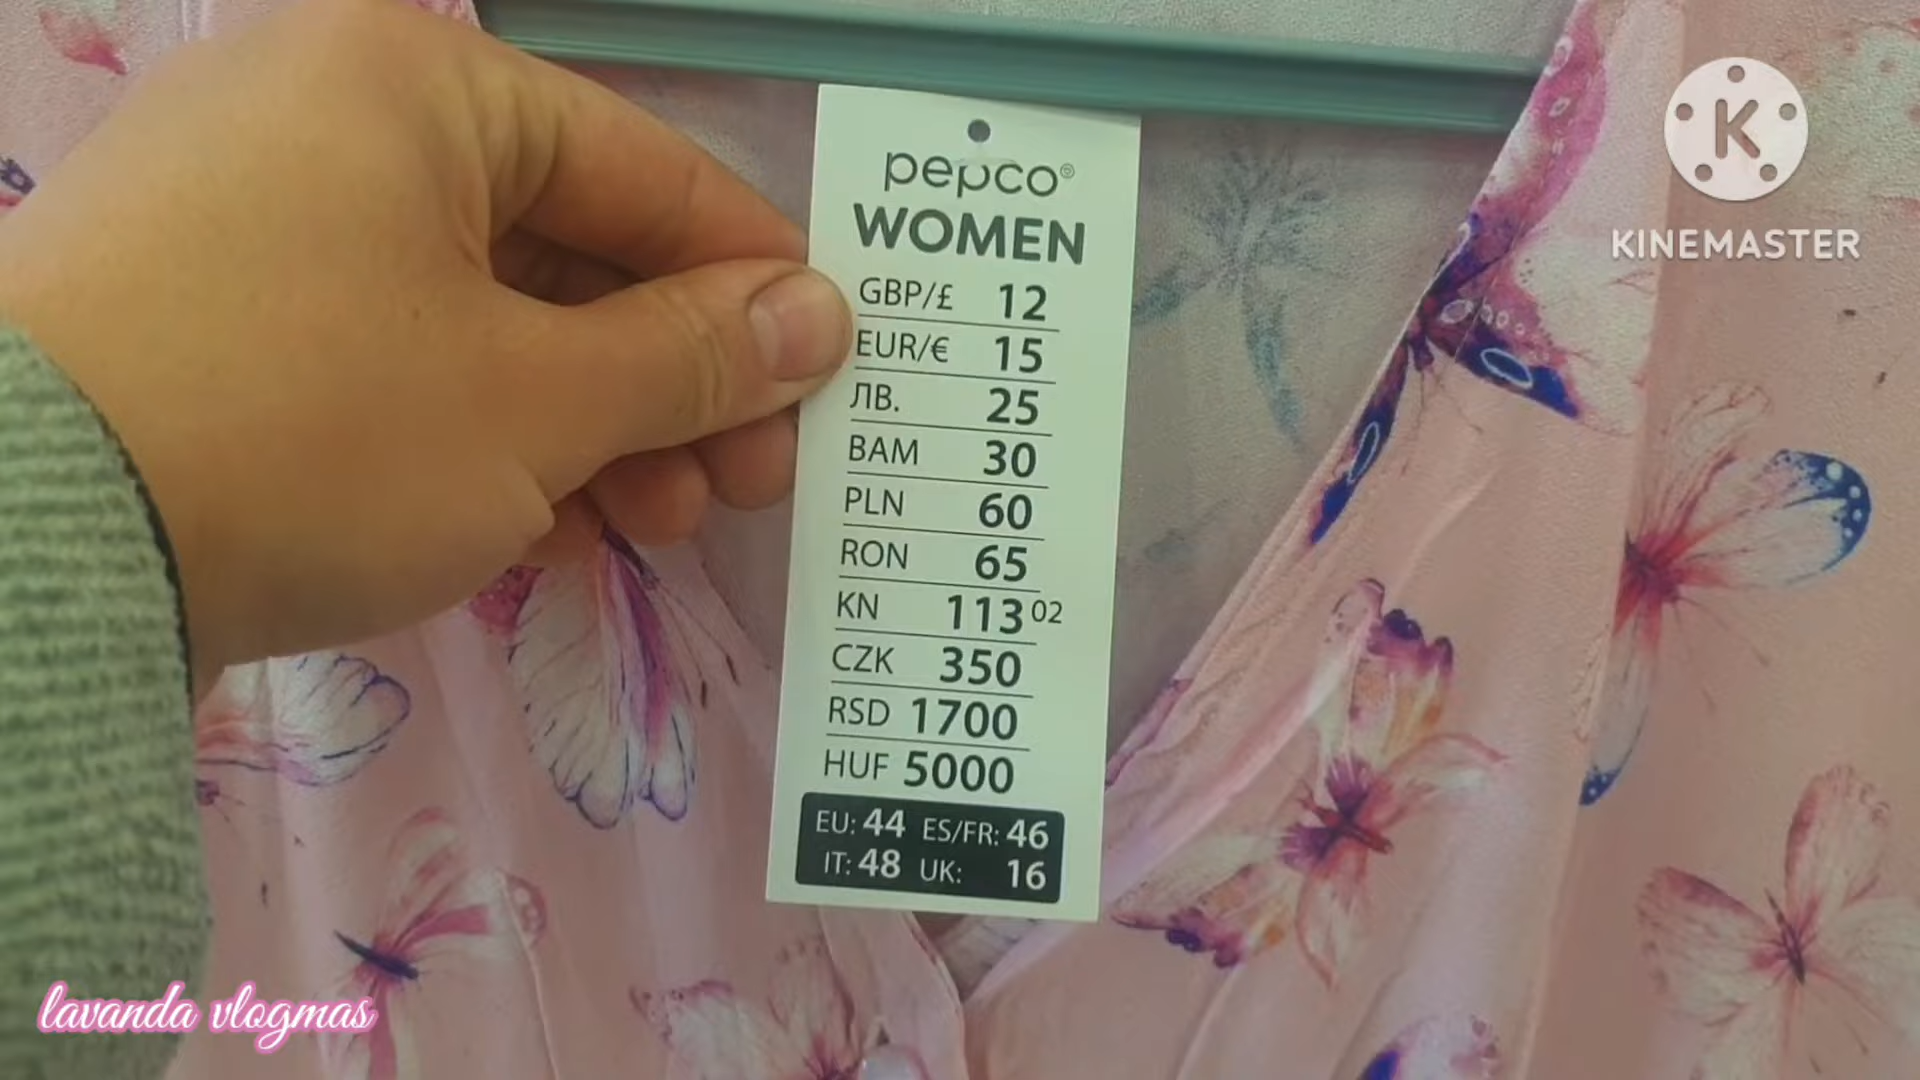 pepco®
WOMEN
GBP/£ 12
EUR/€ 15
ЛВ. 25
BAM 30
PLN 60
RON 65
KN 113 02
CZK 350
RSD 1700
HUF 5000
EU: 44 ES/FR: 46
IT: 48 UK: 16
K
KINEMASTER
lavanda vlogmas